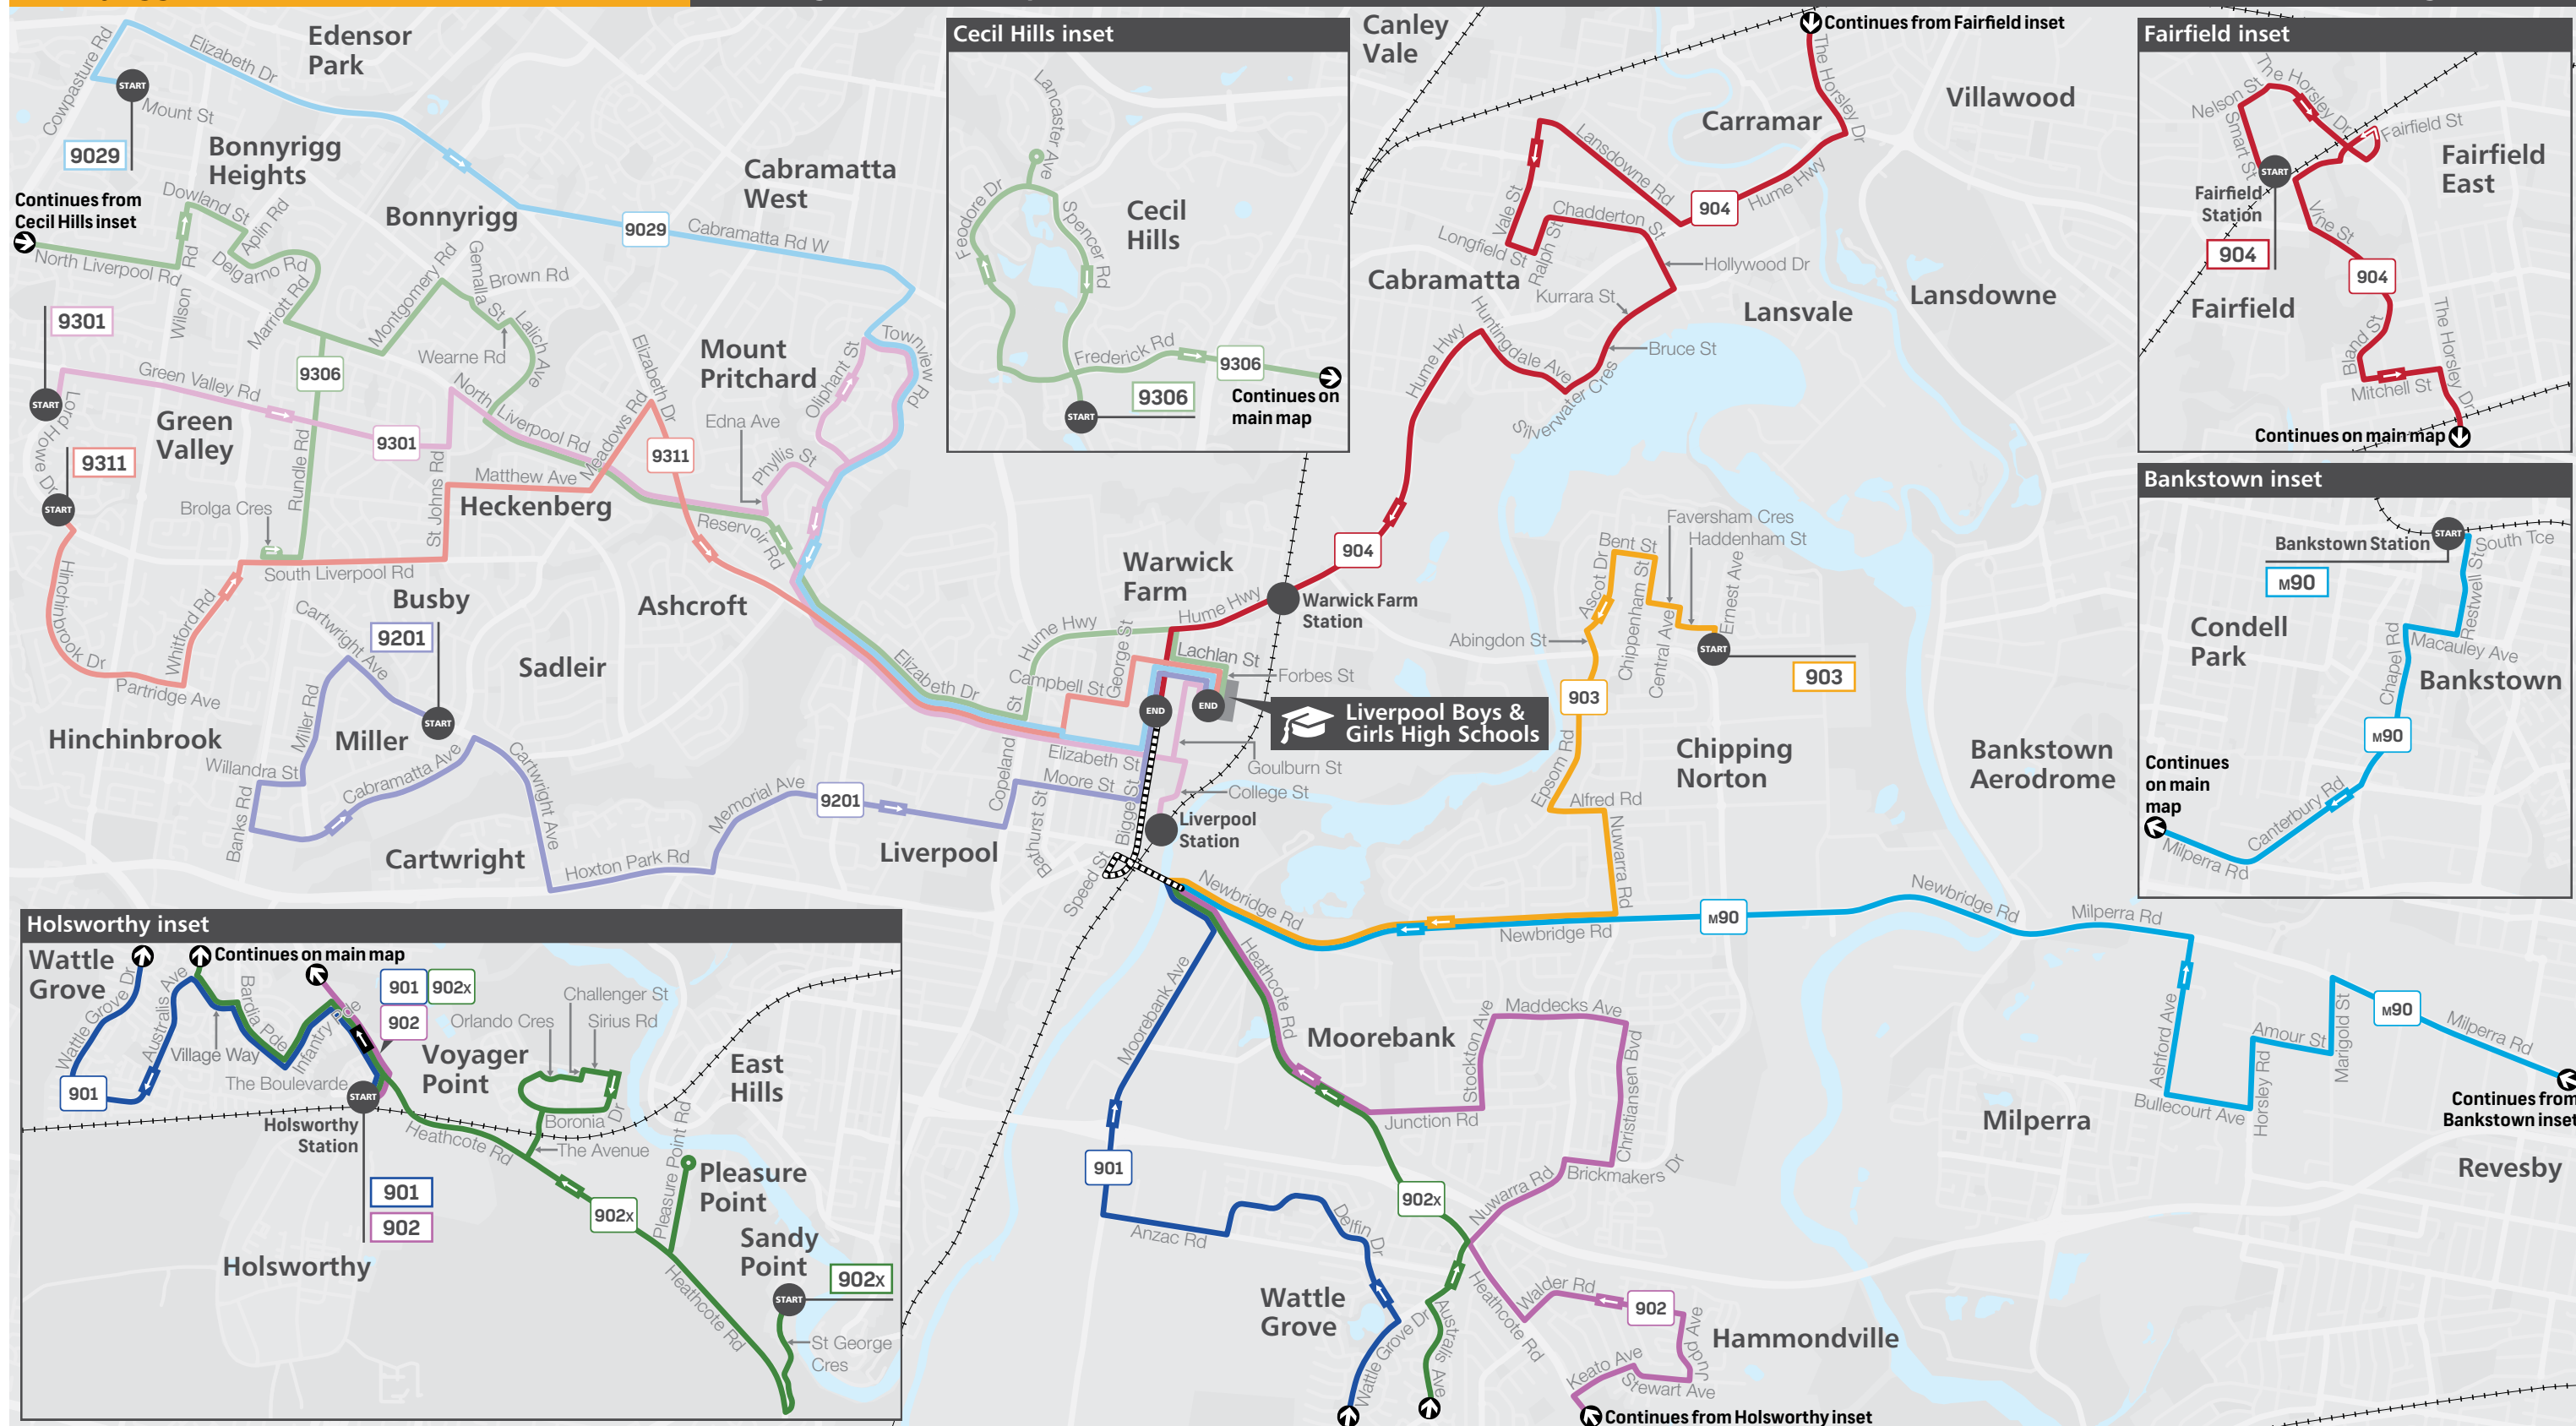 Edensor
Park
Cowpasture Rd
Elizabeth Dr
START
Mount St
9029
Bonnyrigg
Heights
Continues from
Cecil Hills inset
Dowland St
Aplin Rd
Bonnyrigg
Cabramatta
West
9029
Cabramatta Rd W
North Liverpool Rd
Wilson Rd
Delgarno Rd
Marriott Rd
Montgomery Rd
Gemalla St
Brown Rd
Lalich Ave
Wearne Rd
9301
START
Lord Howe Dr
Green Valley Rd
9306
Green
Valley
9301
North Liverpool Rd
Mount
Pritchard
Elizabeth Dr
Townview Rd
Oliphant St
Edna Ave
Phyllis St
9311
START
Brolga Cres
Rundle Rd
St Johns Rd
Matthew Ave
Meadows Rd
9311
Heckenberg
Reservoir Rd
South Liverpool Rd
Hinchinbrook Dr
Whitford Rd
Partridge Ave
Busby
9201
Cartwright Ave
Ashcroft
Sadleir
START
Hinchinbrook
Miller Rd
Miller
Willandra St
Banks Rd
Cabramatta Ave
Cartwright Ave
Cartwright
Hoxton Park Rd
Memorial Ave
9201
Liverpool
Copeland St
Moore St
Bathurst St
Bigge St
Speed St
Elizabeth Dr
Elizabeth St
Hume Hwy
Campbell St
George St
Lachlan St
Forbes St
END
END
Liverpool Boys &
Girls High Schools
Goulburn St
College St
Liverpool
Station
Warwick
Farm
Hume Hwy
Warwick Farm
Station
904
Cecil Hills inset
Lancaster Ave
Feodore Dr
Spencer Rd
Cecil
Hills
Frederick Rd
9306
9306
START
Continues on
main map
Canley
Vale
Continues from Fairfield inset
The Horsley Dr
Carramar
Villawood
Lansdowne Rd
904
Hume Hwy
Vale St
Chadderton St
Longfield St
Ralph St
Hollywood Dr
Cabramatta
Kurrara St
Lansvale
Lansdowne
Huntingdale Ave
Bruce St
Hume Hwy
Silverwater Cres
Faversham Cres
Haddenham St
Bent St
Ascot Dr
Chippenham St
Central Ave
Ernest Ave
Abingdon St
START
903
903
Epsom Rd
Chipping
Norton
Alfred Rd
Nuwarra Rd
Bankstown
Aerodrome
Newbridge Rd
Newbridge Rd
M90
Newbridge Rd
Milperra Rd
Fairfield inset
The Horsley Dr
Nelson St
Smart St
Fairfield St
START
Fairfield
Station
904
Fairfield
East
Vine St
904
Fairfield
Bland St
The Horsley Dr
Mitchell St
Continues on main map
Bankstown inset
START
Bankstown Station
M90
South Tce
Restwell St
Condell
Park
Macauley Ave
Chapel Rd
Bankstown
M90
Continues
on main
map
Canterbury Rd
Milperra Rd
Holsworthy inset
Wattle
Grove
Continues on main map
901
902x
902
Wattle Grove Dr
Australis Ave
Bardia Pde
Infantry Pde
Village Way
The Boulevarde
901
Orlando Cres
Challenger St
Sirius Rd
Voyager
Point
East
Hills
START
Holsworthy
Station
Boronia Dr
The Avenue
Heathcote Rd
Pleasure Point Rd
Pleasure
Point
901
902
902x
Holsworthy
Sandy
Point
902x
START
Heathcote Rd
St George
Cres
Moorebank Ave
Heathcote Rd
Moorebank
Stockton Ave
Maddecks Ave
Christiansen Bvd
Junction Rd
901
Anzac Rd
Delfin Dr
902x
Nuwarra Rd
Brickmakers Dr
Wattle
Grove
Wattle Grove Dr
Australis Ave
Heathcote Rd
Walder Rd
902
Judd Ave
Hammondville
Keato Ave
Stewart Ave
Continues from Holsworthy inset
Ashford Ave
Bullecourt Ave
Horsley Rd
Amour St
Marigold St
M90
Milperra Rd
Milperra
Continues from
Bankstown inset
Revesby